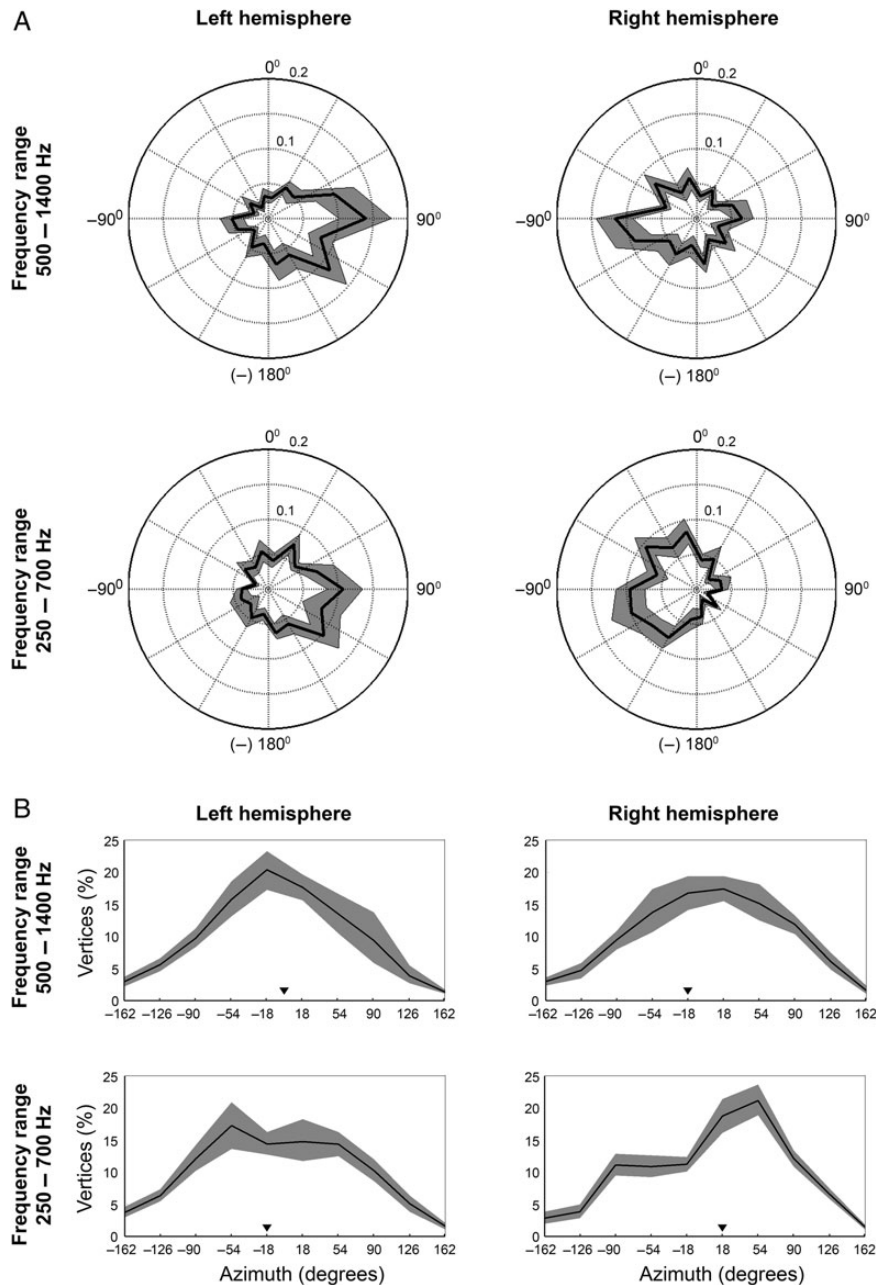 A
Left hemisphere
Right hemisphere
Frequency range
500 – 1400 Hz
0⁰
0.2
0.1
–90⁰
90⁰
(–) 180⁰
0⁰
0.2
0.1
–90⁰
90⁰
(–) 180⁰
Frequency range
250 – 700 Hz
0⁰
0.2
0.1
–90⁰
90⁰
(–) 180⁰
0⁰
0.2
0.1
–90⁰
90⁰
(–) 180⁰
B
Left hemisphere
Right hemisphere
Frequency range
500 – 1400 Hz
Vertices (%)
25
20
15
10
5
0
–162 –126 –90 –54 –18 18 54 90 126 162
25
20
15
10
5
0
–162 –126 –90 –54 –18 18 54 90 126 162
Frequency range
250 – 700 Hz
Vertices (%)
25
20
15
10
5
0
–162 –126 –90 –54 –18 18 54 90 126 162
Azimuth (degrees)
25
20
15
10
5
0
–162 –126 –90 –54 –18 18 54 90 126 162
Azimuth (degrees)